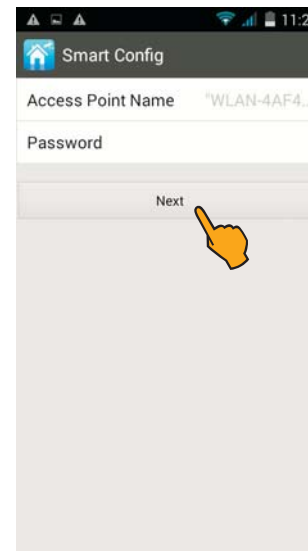 11:2
Smart Config
Access Point Name "WLAN-4AF4...
Password
Next